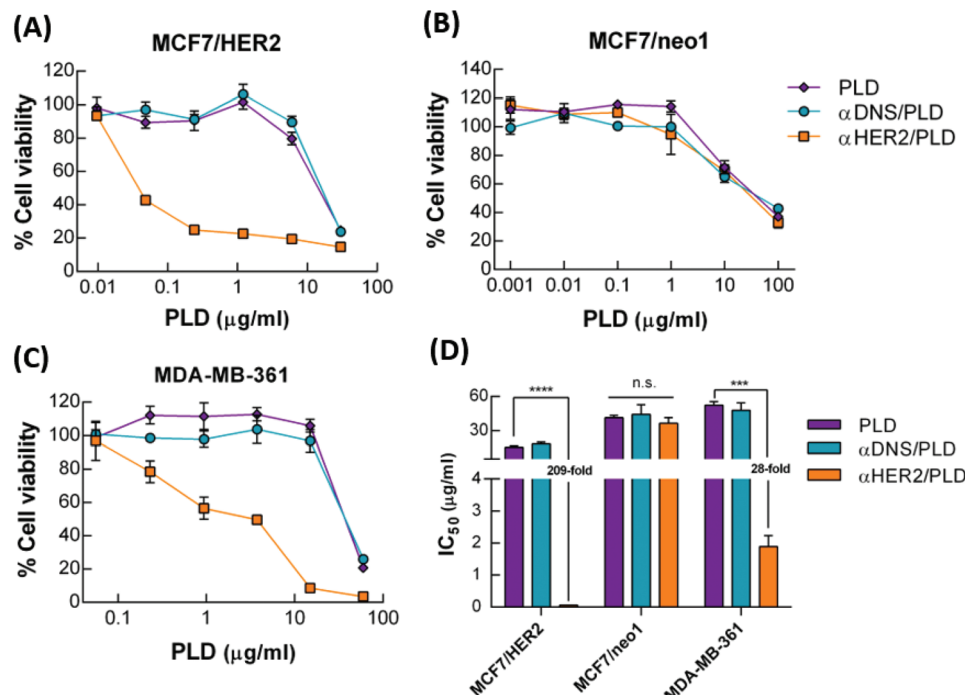 (A)
MCF7/HER2
120
100
80
60
40
20
0
% Cell viability
0.01 0.1 1 10 100
PLD (μg/ml)
(B)
MCF7/neo1
140
120
100
80
60
40
20
0
% Cell viability
0.001 0.01 0.1 1 10 100
PLD (μg/ml)
PLD
αDNS/PLD
αHER2/PLD
(C)
MDA-MB-361
120
100
80
60
40
20
0
% Cell viability
0.1 1 10 100
PLD (μg/ml)
(D)
60
30
4
3
2
1
0
IC50 (μg/ml)
****
209-fold
n.s.
***
28-fold
MCF7/HER2
MCF7/neo1
MDA-MB-361
PLD
αDNS/PLD
αHER2/PLD